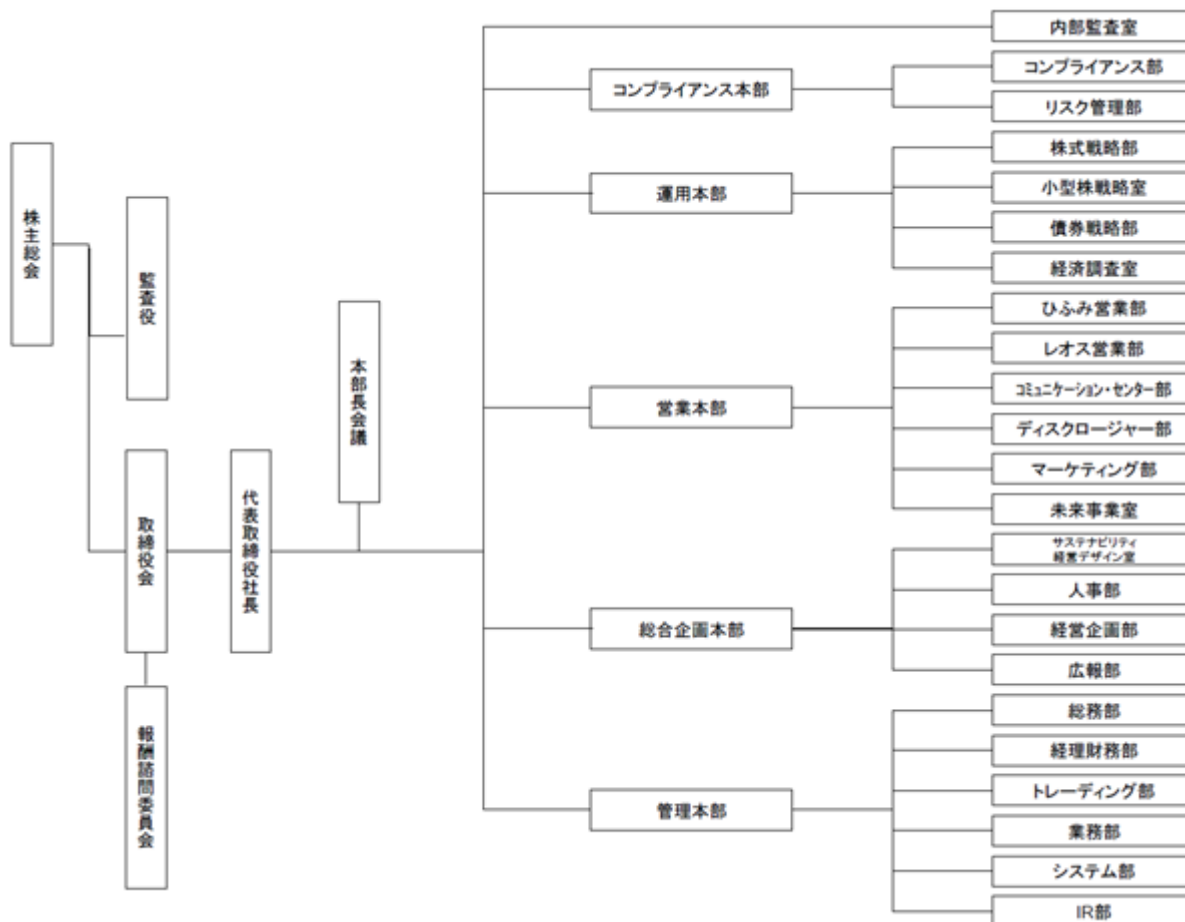 株主総会
監査役
取締役会
報酬諮問委員会
代表取締役社長
本部長会議
内部監査室
コンプライアンス本部
コンプライアンス部
リスク管理部
運用本部
株式戦略部
小型株戦略室
債券戦略部
経済調査室
営業本部
ひふみ営業部
レオス営業部
コミュニケーション・センター部
ディスクロージャー部
マーケティング部
未来事業室
総合企画本部
サステナビリティ
経営デザイン室
人事部
経営企画部
広報部
管理本部
総務部
経理財務部
トレーディング部
業務部
システム部
IR部